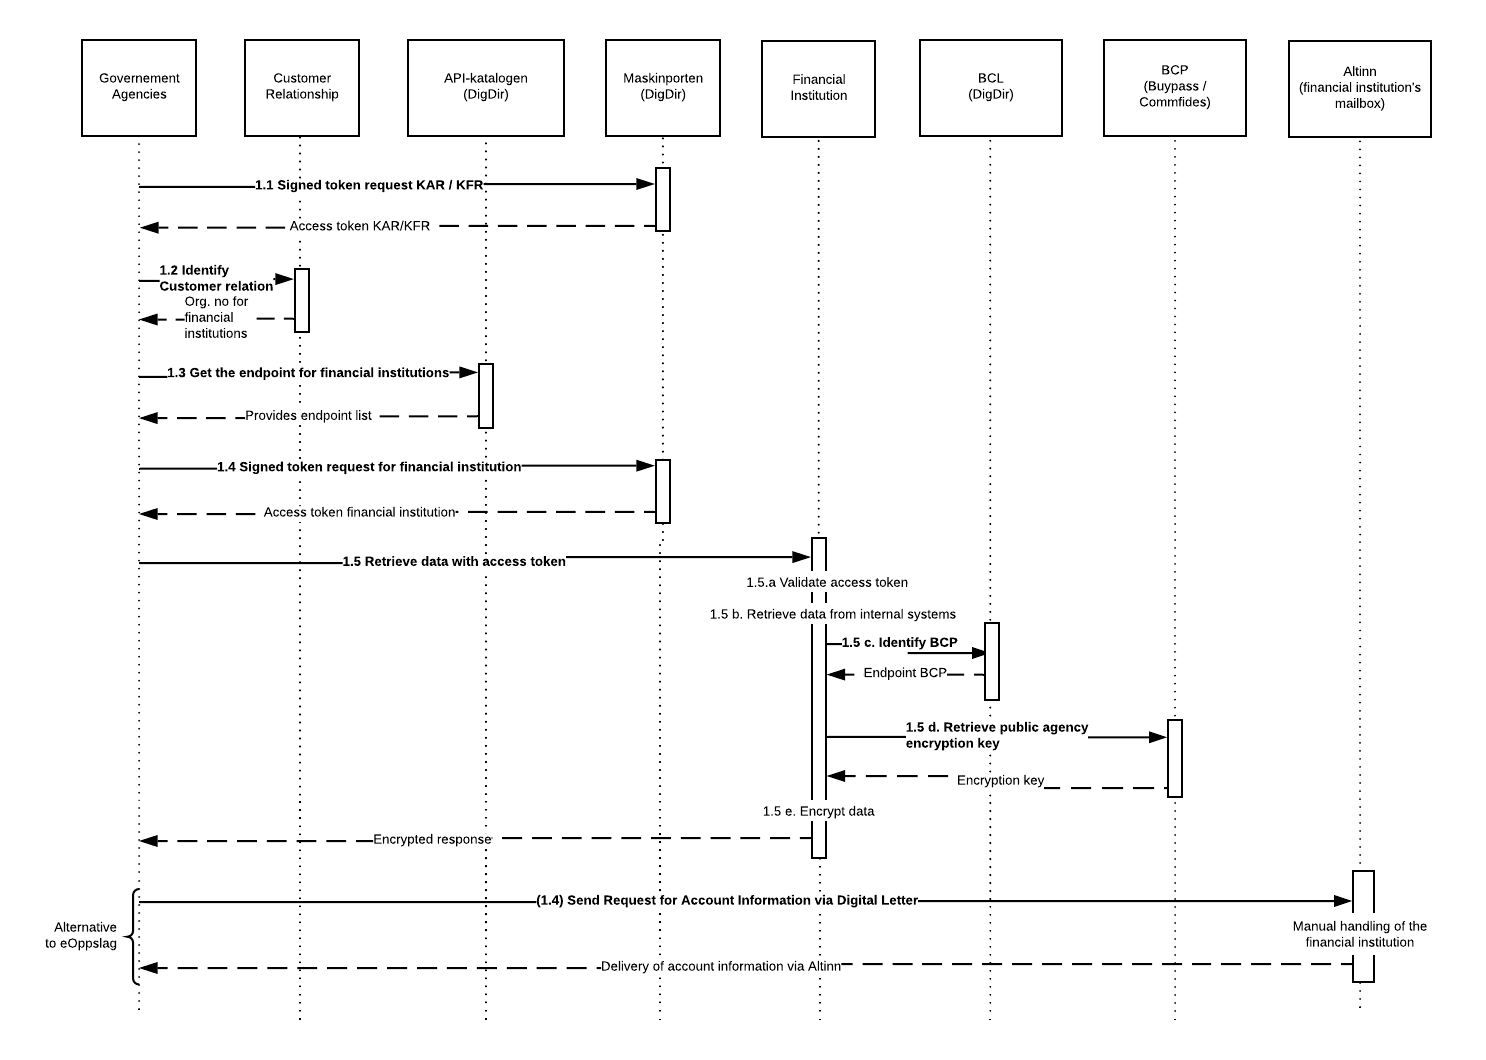 Governement
Agencies
Customer
Relationship
API-katalogen
(DigDir)
Maskinporten
(DigDir)
Financial
Institution
BCL
(DigDir)
BCP
(Buypass /
Commfides)
Altinn
(financial institution's
mailbox)
1.1 Signed token request KAR / KFR
Access token KAR/KFR
1.2 Identify
Customer relation
Org. no for
financial
institutions
1.3 Get the endpoint for financial institutions
Provides endpoint list
1.4 Signed token request for financial institution
Access token financial institution
1.5 Retrieve data with access token
1.5.a Validate access token
1.5 b. Retrieve data from internal systems
1.5 c. Identify BCP
Endpoint BCP
1.5 d. Retrieve public agency
encryption key
Encryption key
1.5 e. Encrypt data
Encrypted response
(1.4) Send Request for Account Information via Digital Letter
Alternative
to eOppslag
Manual handling of the
financial institution
Delivery of account information via Altinn